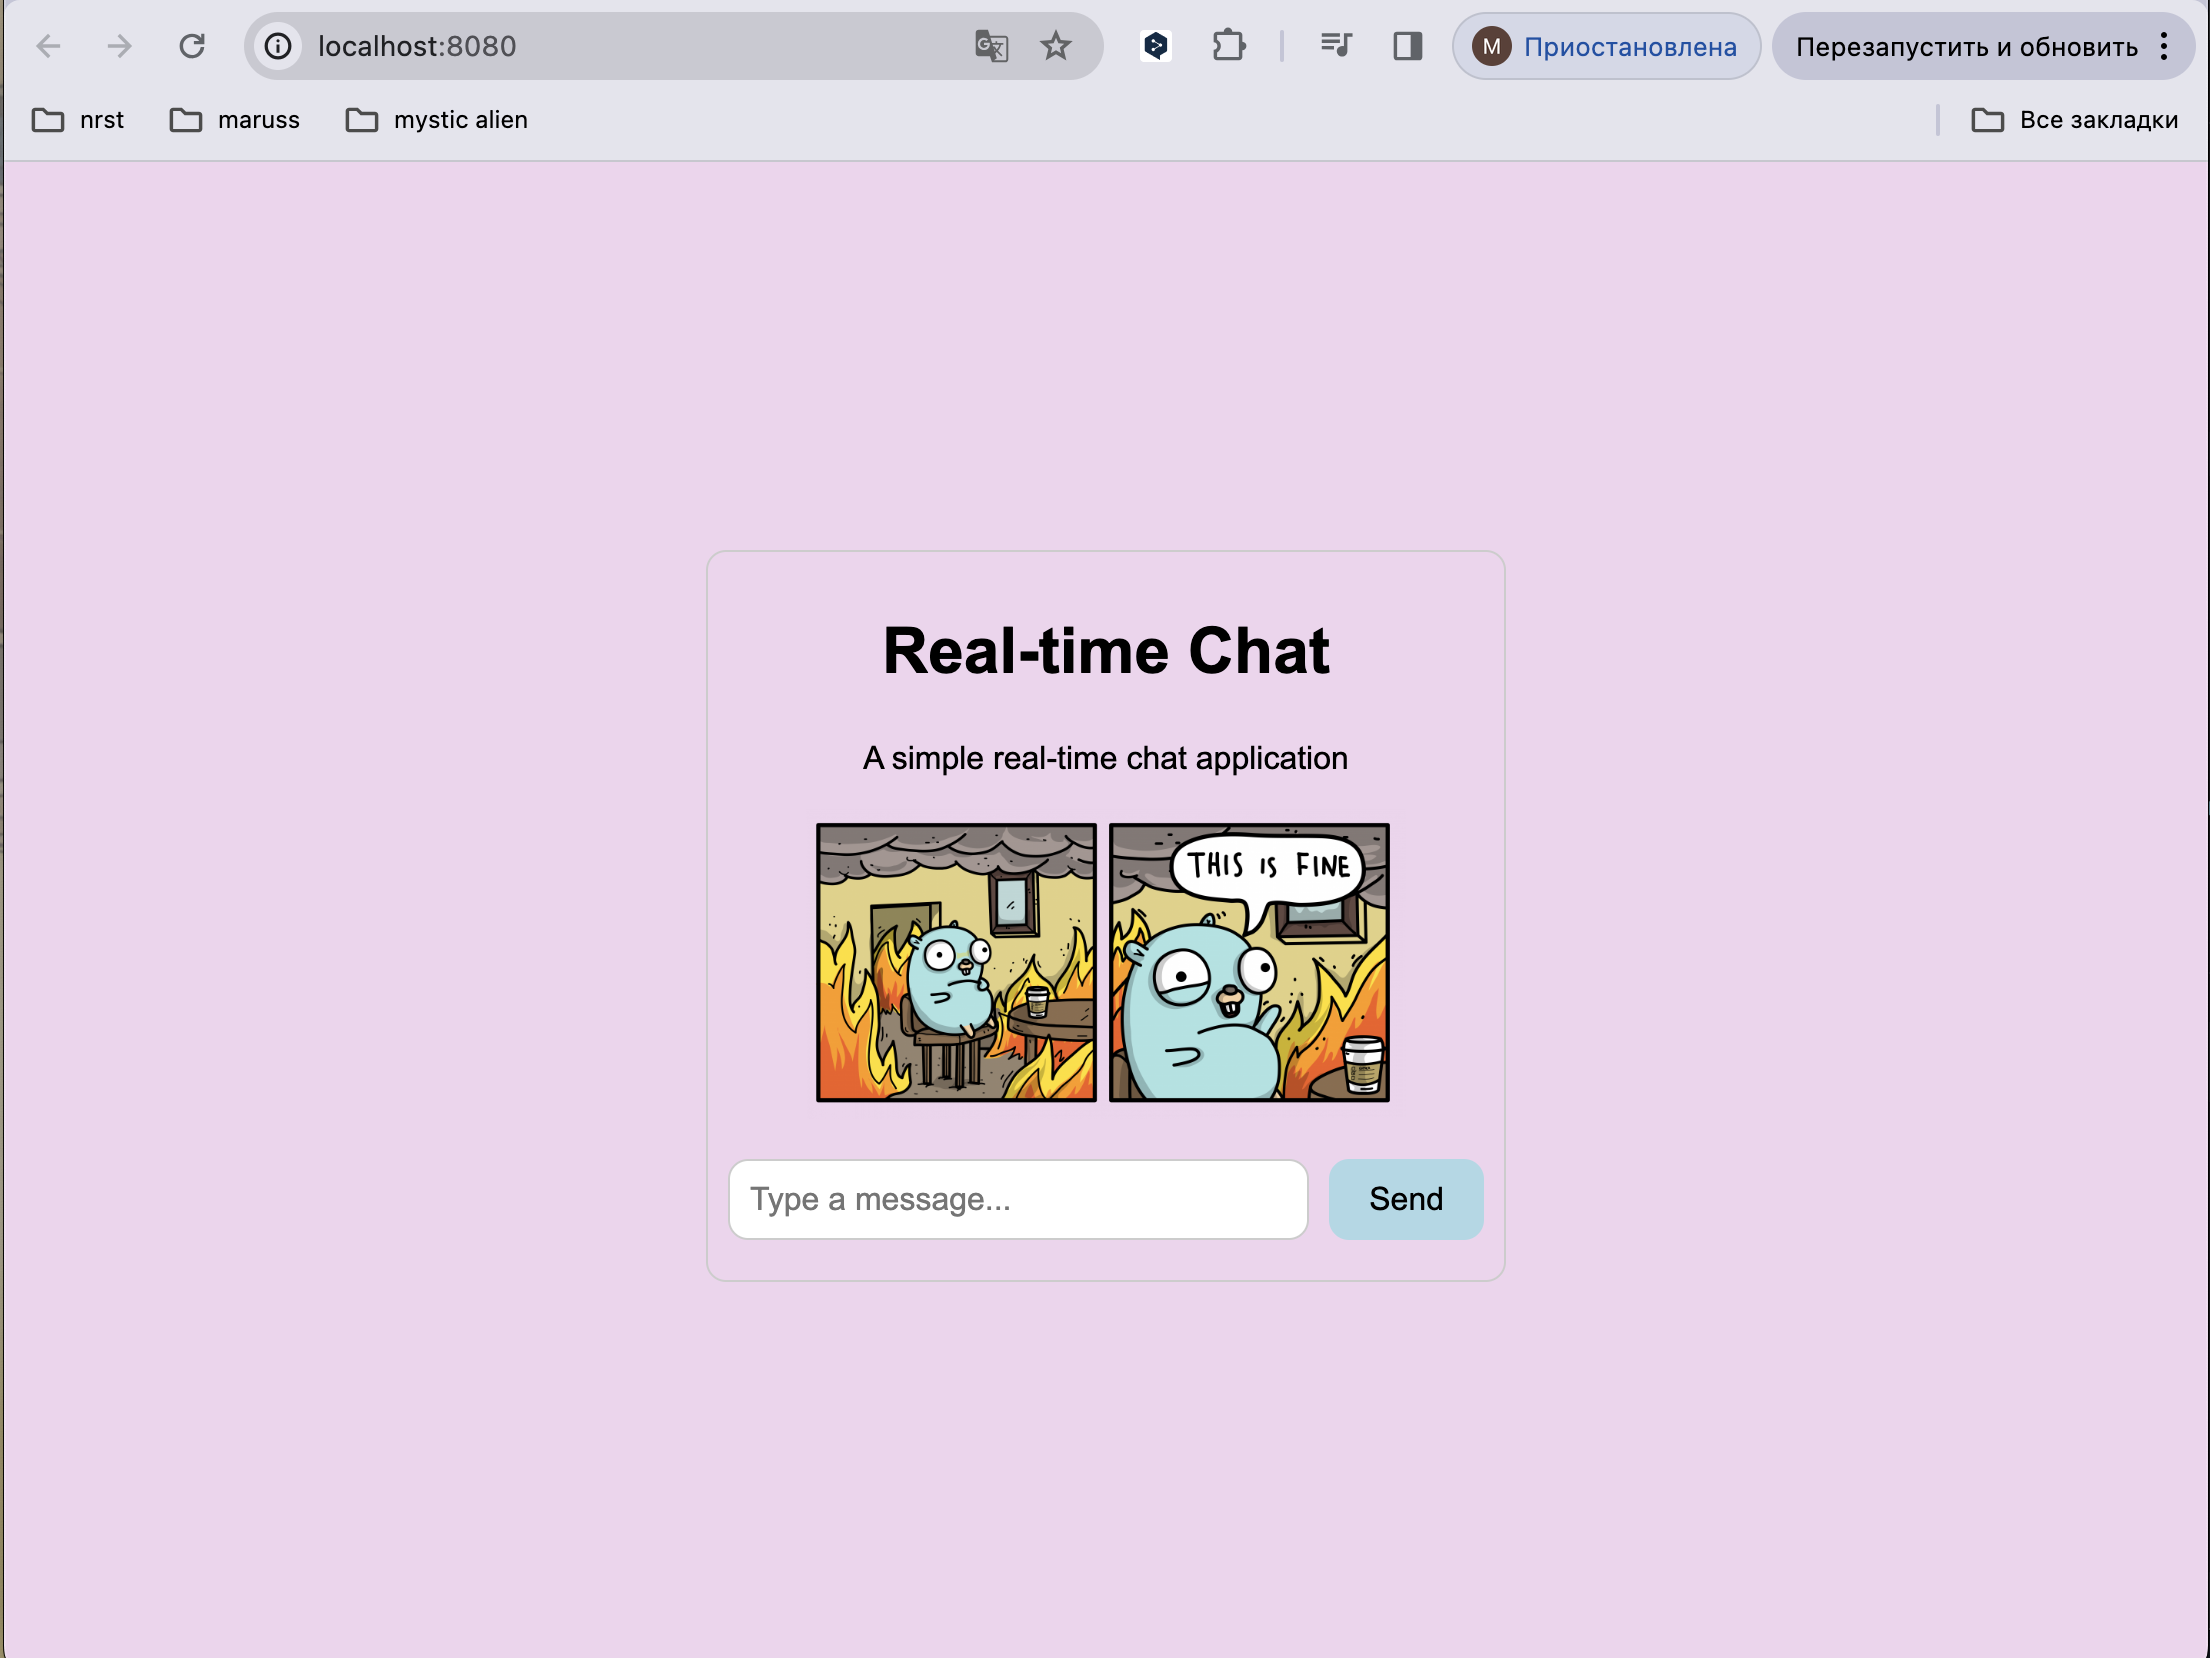 localhost:8080
M Приостановлена
Перезапустить и обновить
nrst
maruss
mystic alien
Все закладки
Real-time Chat
A simple real-time chat application
THIS IS FINE
Type a message...
Send